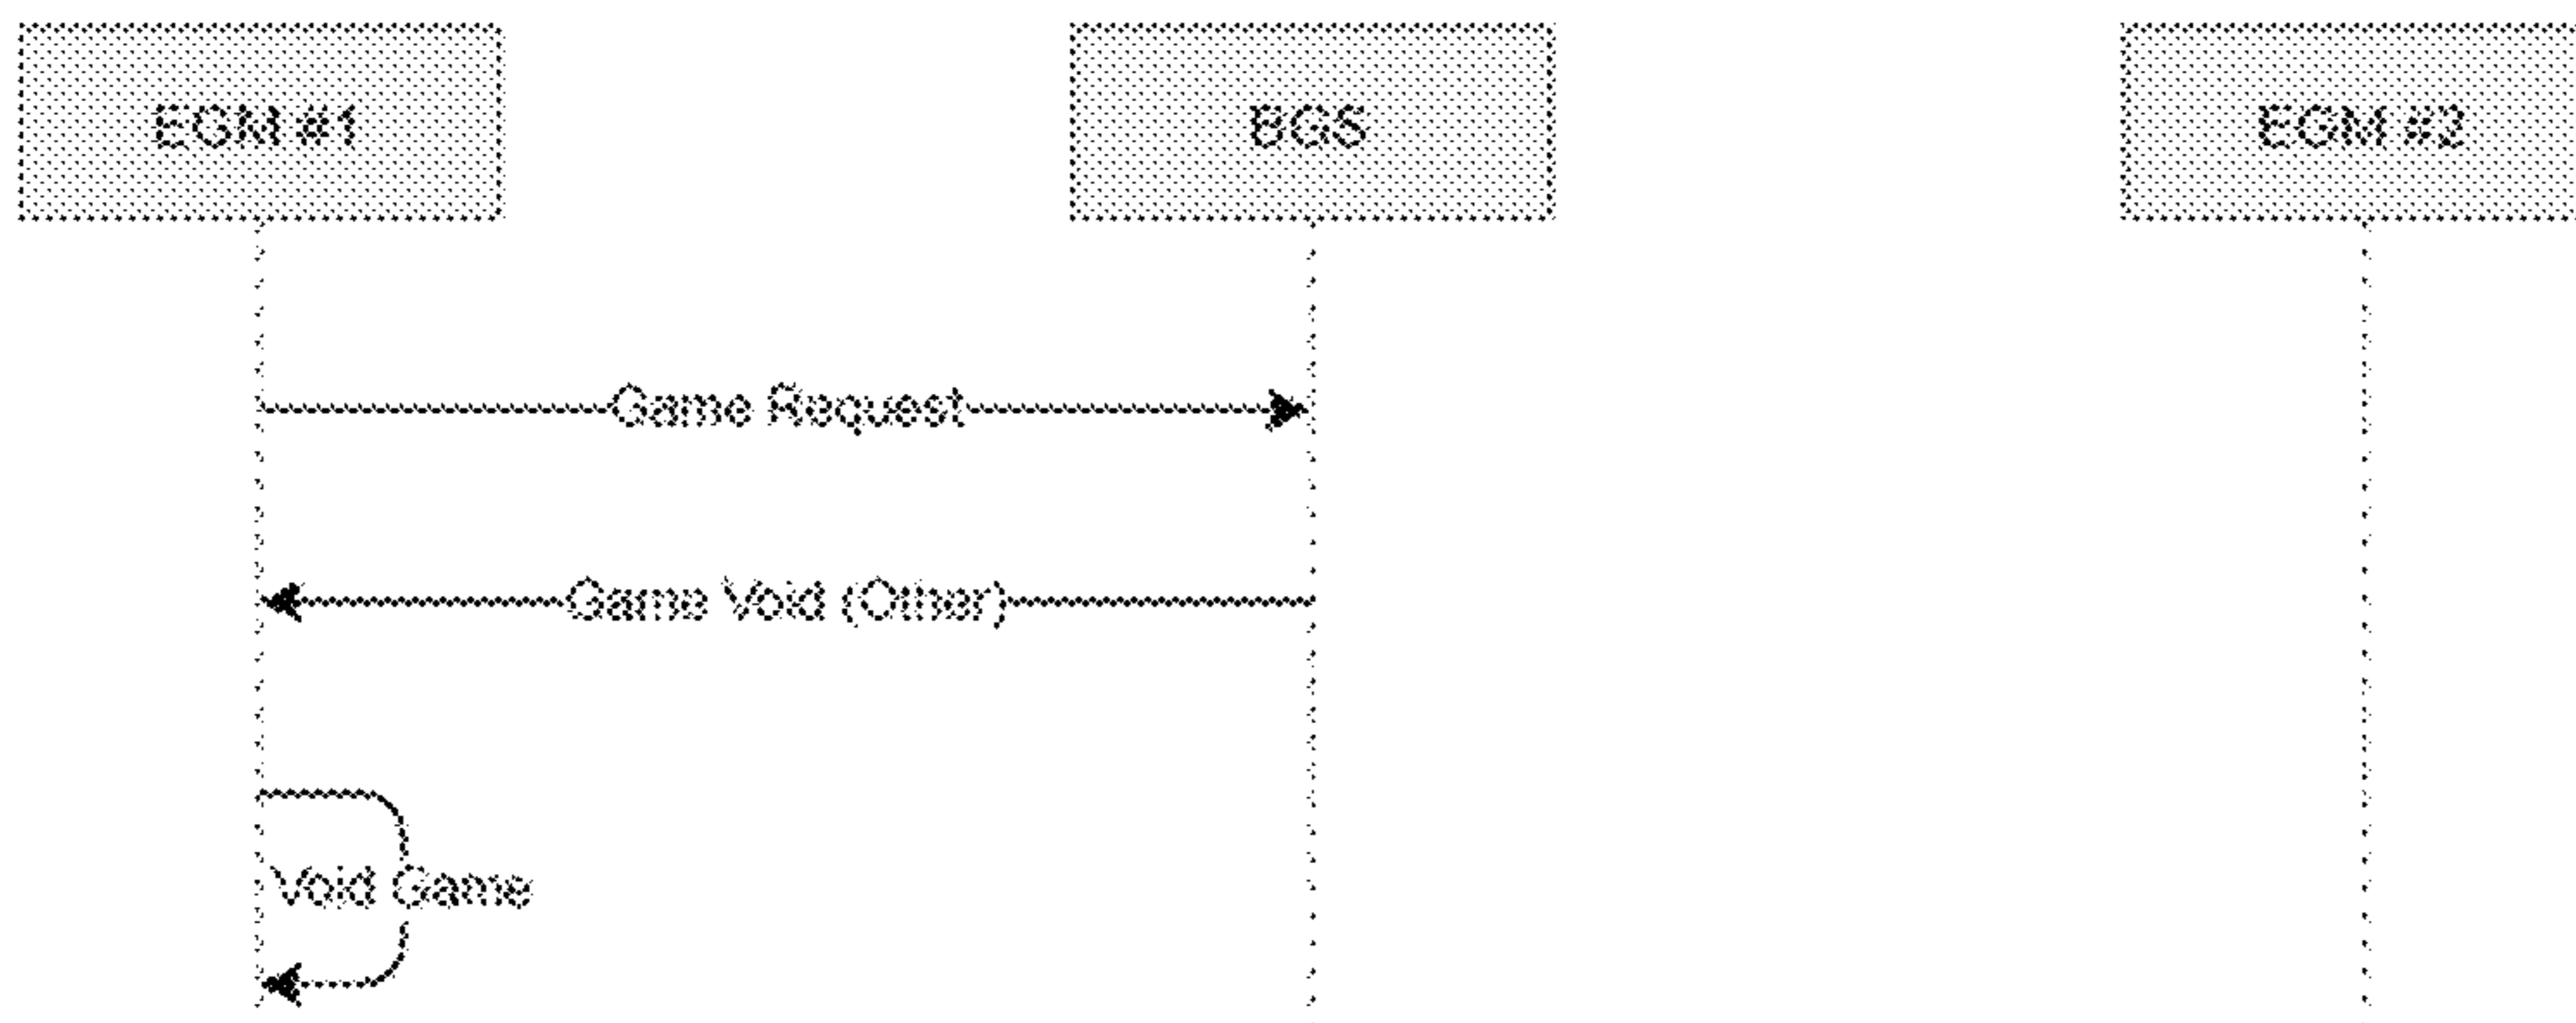 EGM #1
BGS
EGM #2
Game Request
Game Void (Other)
Void Game